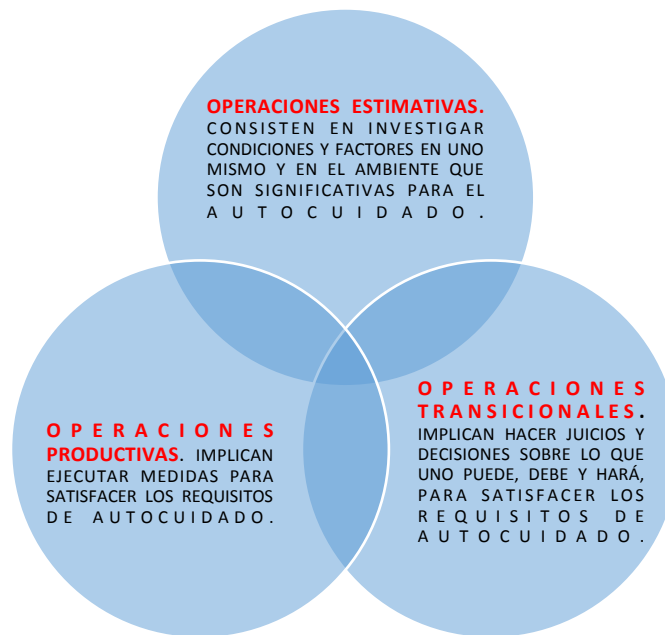 OPERACIONES ESTIMATIVAS.
CONSISTEN EN INVESTIGAR
CONDICIONES Y FACTORES EN UNO
MISMO Y EN EL AMBIENTE QUE
SON SIGNIFICATIVAS PARA EL
AUTOCUIDADO.
OPERACIONES
PRODUCTIVAS. IMPLICAN
EJECUTAR MEDIDAS PARA
SATISFACER LOS REQUISITOS
DE AUTOCUIDADO.
OPERACIONES
TRANSICIONALES.
IMPLICAN HACER JUICIOS Y
DECISIONES SOBRE LO QUE
UNO PUEDE, DEBE Y HARÁ,
PARA SATISFACER LOS
REQUISITOS DE
AUTOCUIDADO.